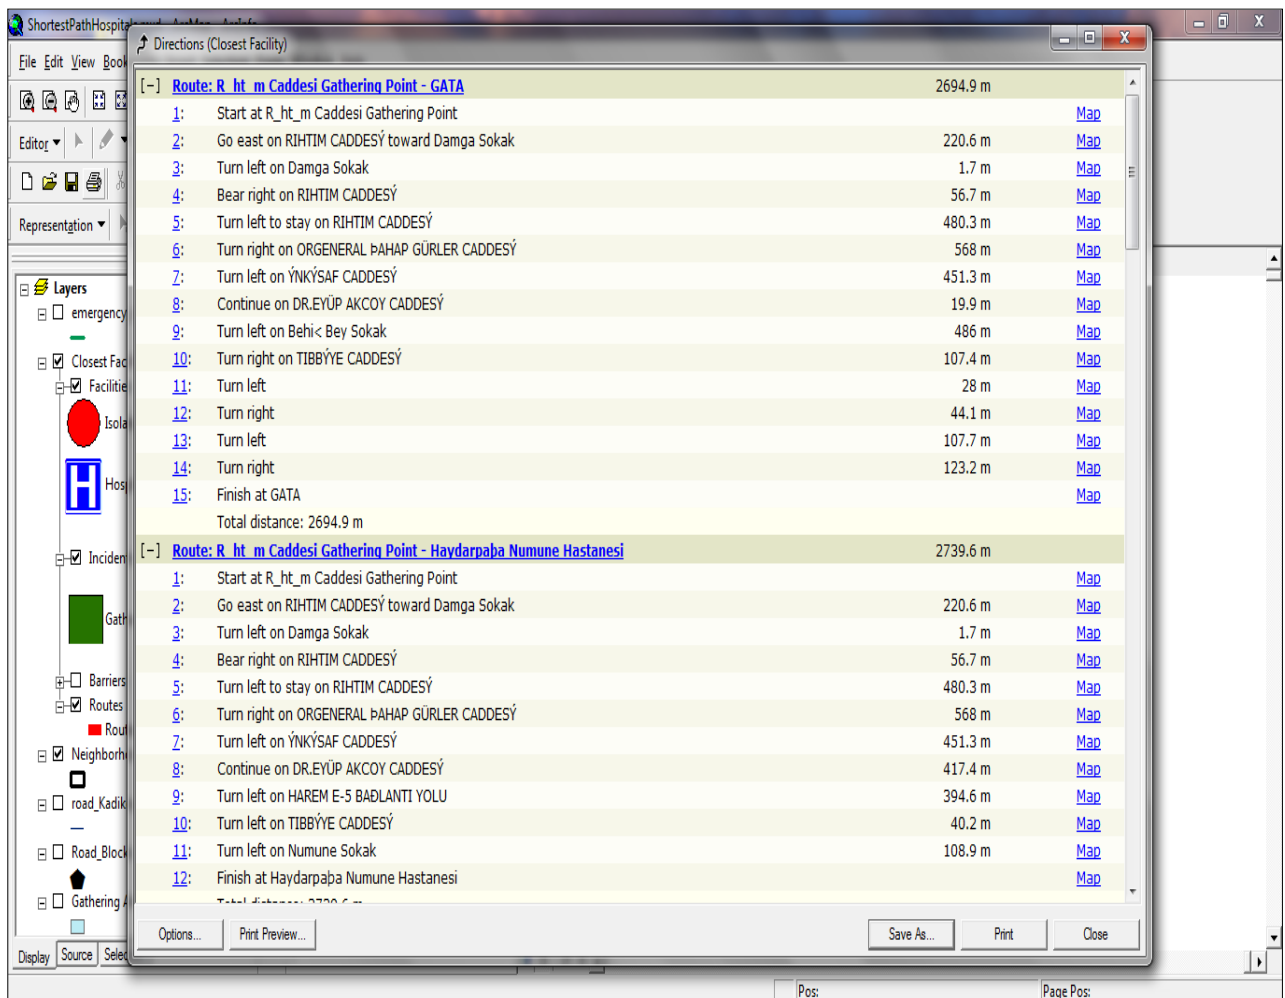 ShortestPathHospital
File Edit View Book
Editor
Representation
Layers
emergency
Closest Fac
Facilitie
Isola
Hosp
Inciden
Gath
Barriers
Routes
Rout
Neighborh
road_Kadik
Road_Block
Gathering A
Display Source Selec
Directions (Closest Facility)
[-] Route: R_ht_m Caddesi Gathering Point - GATA 2694.9 m
1: Start at R_ht_m Caddesi Gathering Point Map
2: Go east on RIHTIM CADDESÝ toward Damga Sokak 220.6 m Map
3: Turn left on Damga Sokak 1.7 m Map
4: Bear right on RIHTIM CADDESÝ 56.7 m Map
5: Turn left to stay on RIHTIM CADDESÝ 480.3 m Map
6: Turn right on ORGENERAL ÞAHAP GÜRLER CADDESÝ 568 m Map
7: Turn left on ÝNKÝSAF CADDESÝ 451.3 m Map
8: Continue on DR.EYÜP AKCOY CADDESÝ 19.9 m Map
9: Turn left on Behi< Bey Sokak 486 m Map
10: Turn right on TIBBÝYE CADDESÝ 107.4 m Map
11: Turn left 28 m Map
12: Turn right 44.1 m Map
13: Turn left 107.7 m Map
14: Turn right 123.2 m Map
15: Finish at GATA Map
Total distance: 2694.9 m
[-] Route: R_ht_m Caddesi Gathering Point - Haydarpaþa Numune Hastanesi 2739.6 m
1: Start at R_ht_m Caddesi Gathering Point Map
2: Go east on RIHTIM CADDESÝ toward Damga Sokak 220.6 m Map
3: Turn left on Damga Sokak 1.7 m Map
4: Bear right on RIHTIM CADDESÝ 56.7 m Map
5: Turn left to stay on RIHTIM CADDESÝ 480.3 m Map
6: Turn right on ORGENERAL ÞAHAP GÜRLER CADDESÝ 568 m Map
7: Turn left on ÝNKÝSAF CADDESÝ 451.3 m Map
8: Continue on DR.EYÜP AKCOY CADDESÝ 417.4 m Map
9: Turn left on HAREM E-5 BAÐLANTI YOLU 394.6 m Map
10: Turn left on TIBBÝYE CADDESÝ 40.2 m Map
11: Turn left on Numune Sokak 108.9 m Map
12: Finish at Haydarpaþa Numune Hastanesi Map
Total distance: 2739.6 m
Options... Print Preview... Save As... Print Close
Pos: Page Pos: